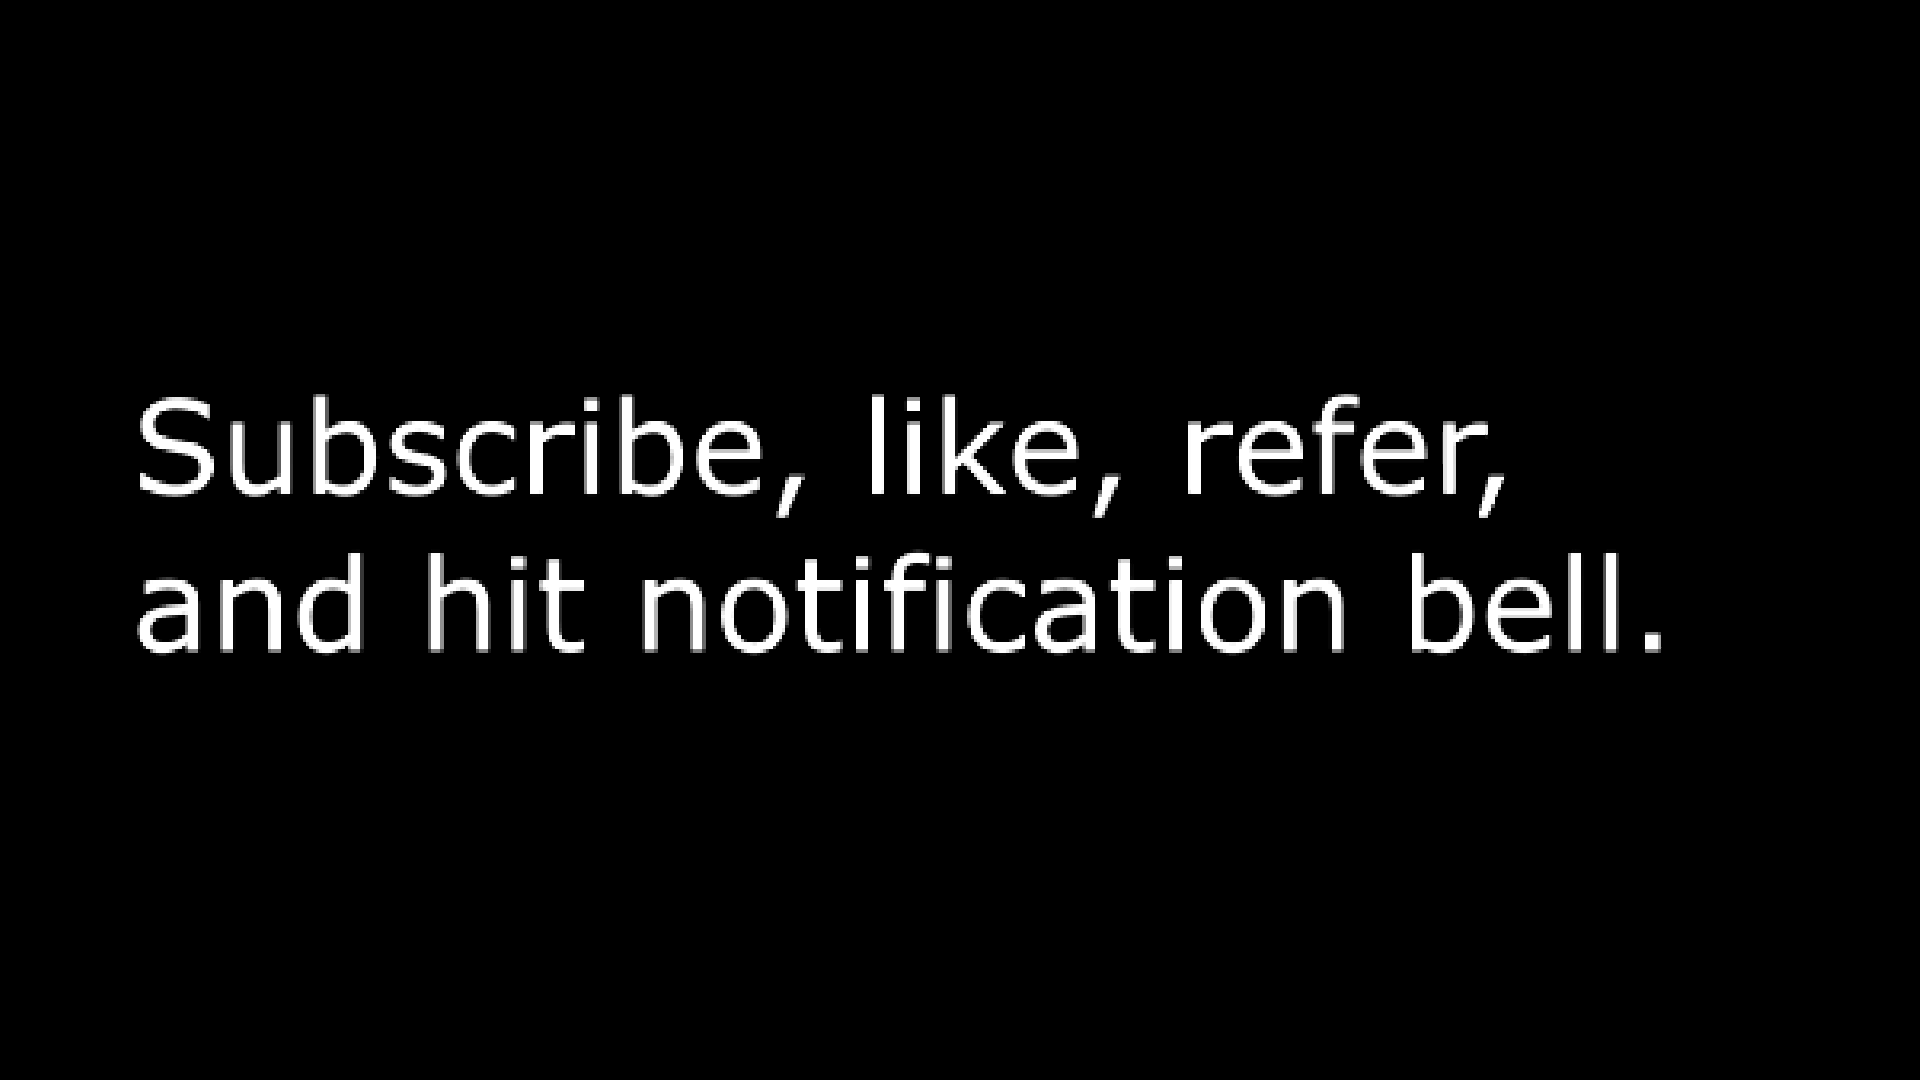 Subscribe, like, refer,
and hit notification bell.